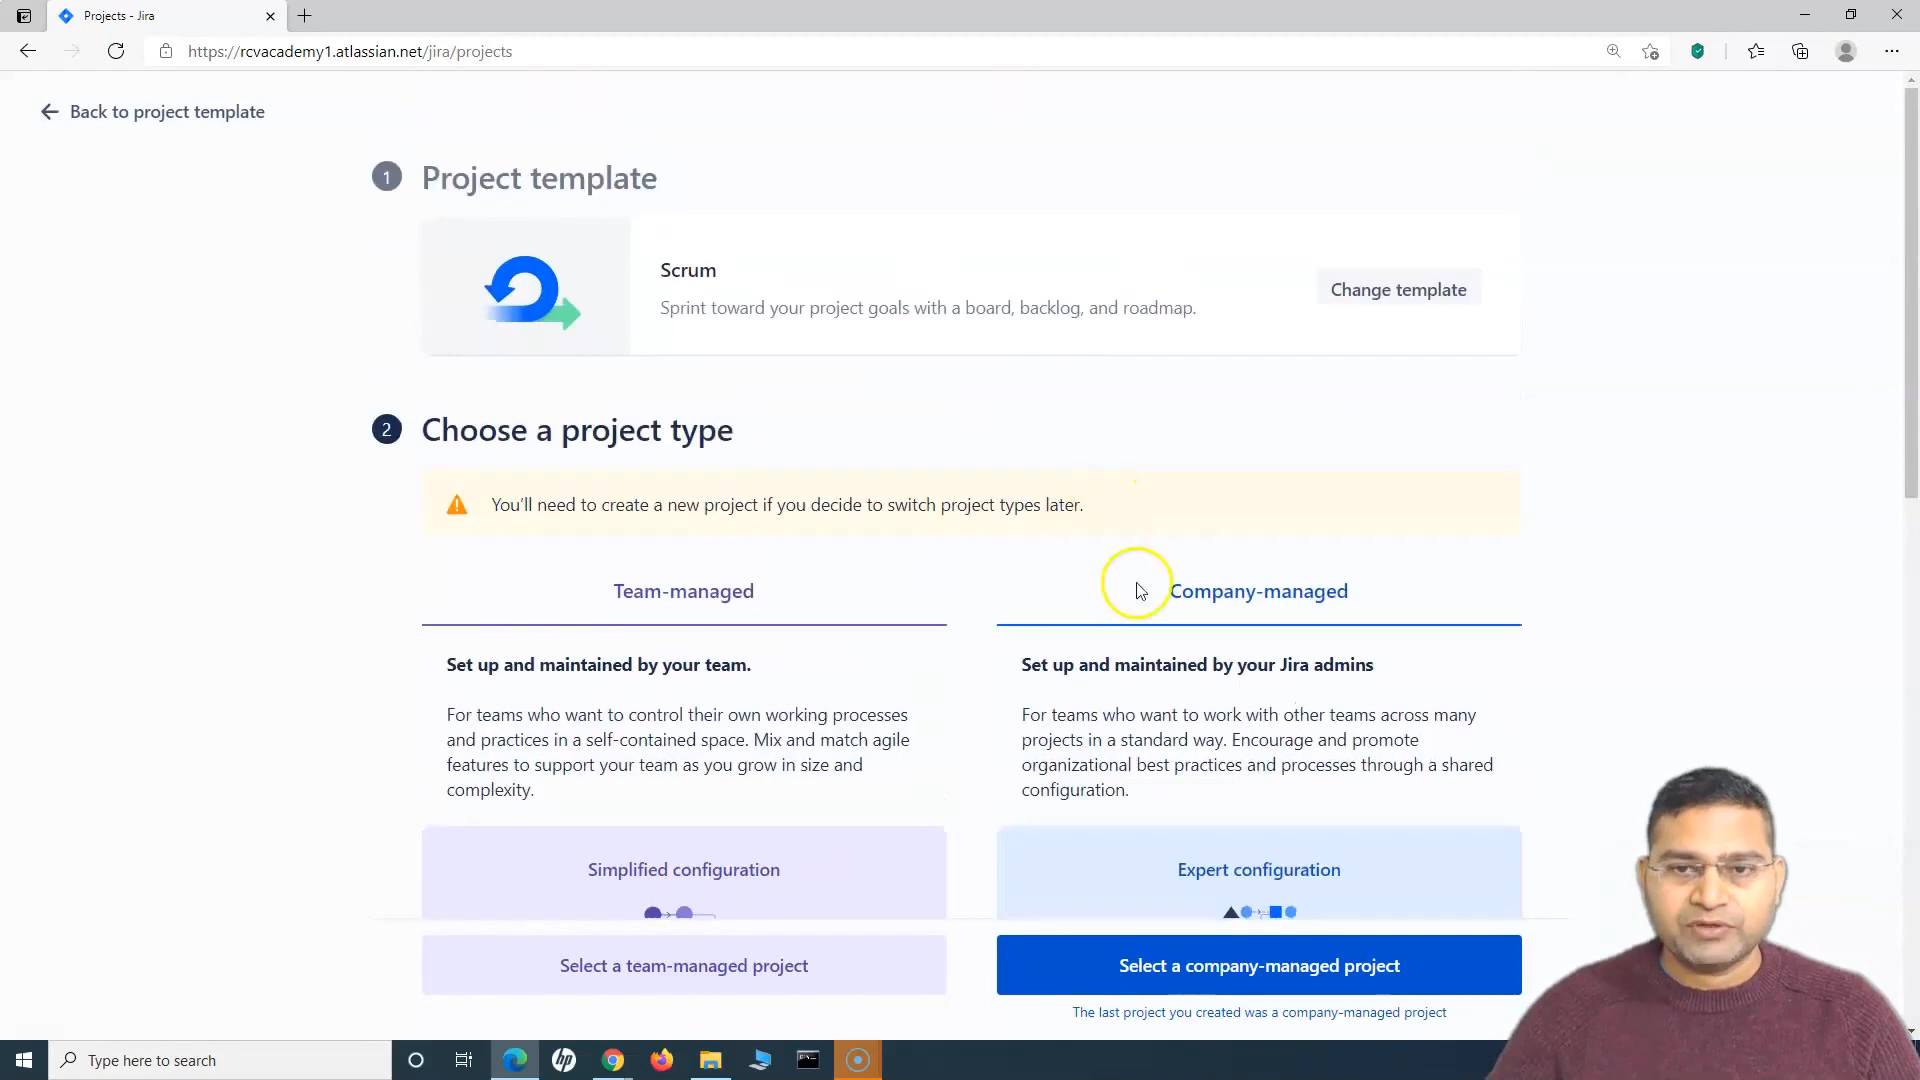 Projects - Jira
https://rcvacademy1.atlassian.net/jira/projects
Back to project template
1 Project template
Scrum
Sprint toward your project goals with a board, backlog, and roadmap.
Change template
2 Choose a project type
You'll need to create a new project if you decide to switch project types later.
Team-managed
Set up and maintained by your team.
For teams who want to control their own working processes
and practices in a self-contained space. Mix and match agile
features to support your team as you grow in size and
complexity.
Simplified configuration
Select a team-managed project
Company-managed
Set up and maintained by your Jira admins
For teams who want to work with other teams across many
projects in a standard way. Encourage and promote
organizational best practices and processes through a shared
configuration.
Expert configuration
Select a company-managed project
The last project you created was a company-managed project
Type here to search
hp